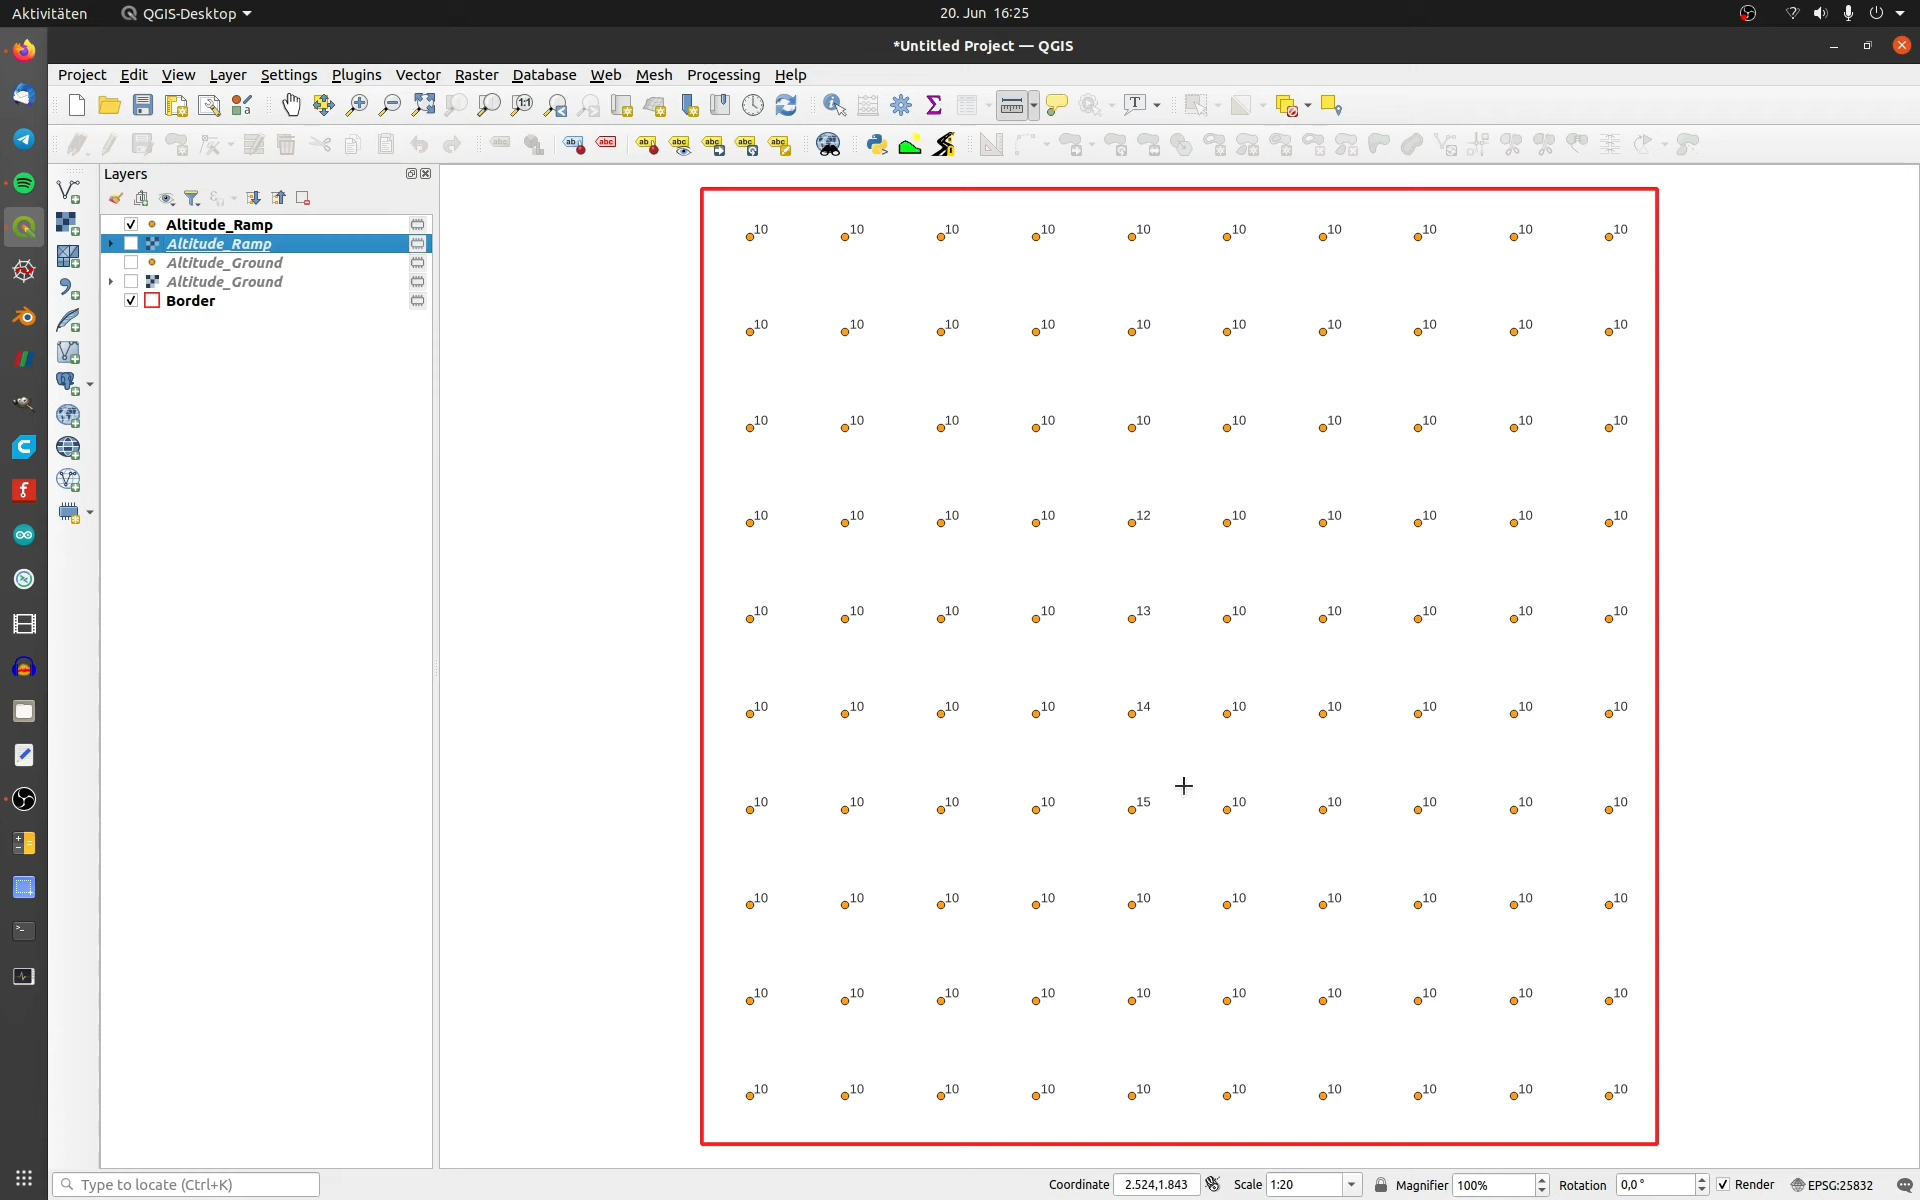 Aktivitäten QGIS-Desktop 20. Jun 16:25
*Untitled Project — QGIS
Project Edit View Layer Settings Plugins Vector Raster Database Web Mesh Processing Help
Layers
Altitude_Ramp
Altitude_Ramp
Altitude_Ground
Altitude_Ground
Border
10 10 10 10 10 10 10 10 10 10
10 10 10 10 10 10 10 10 10 10
10 10 10 10 10 10 10 10 10 10
10 10 10 10 12 10 10 10 10 10
10 10 10 10 13 10 10 10 10 10
10 10 10 10 14 10 10 10 10 10
10 10 10 10 15 10 10 10 10 10
10 10 10 10 10 10 10 10 10 10
10 10 10 10 10 10 10 10 10 10
10 10 10 10 10 10 10 10 10 10
Type to locate (Ctrl+K) Coordinate 2.524,1.843 Scale 1:20 Magnifier 100% Rotation 0,0 ° Render EPSG:25832